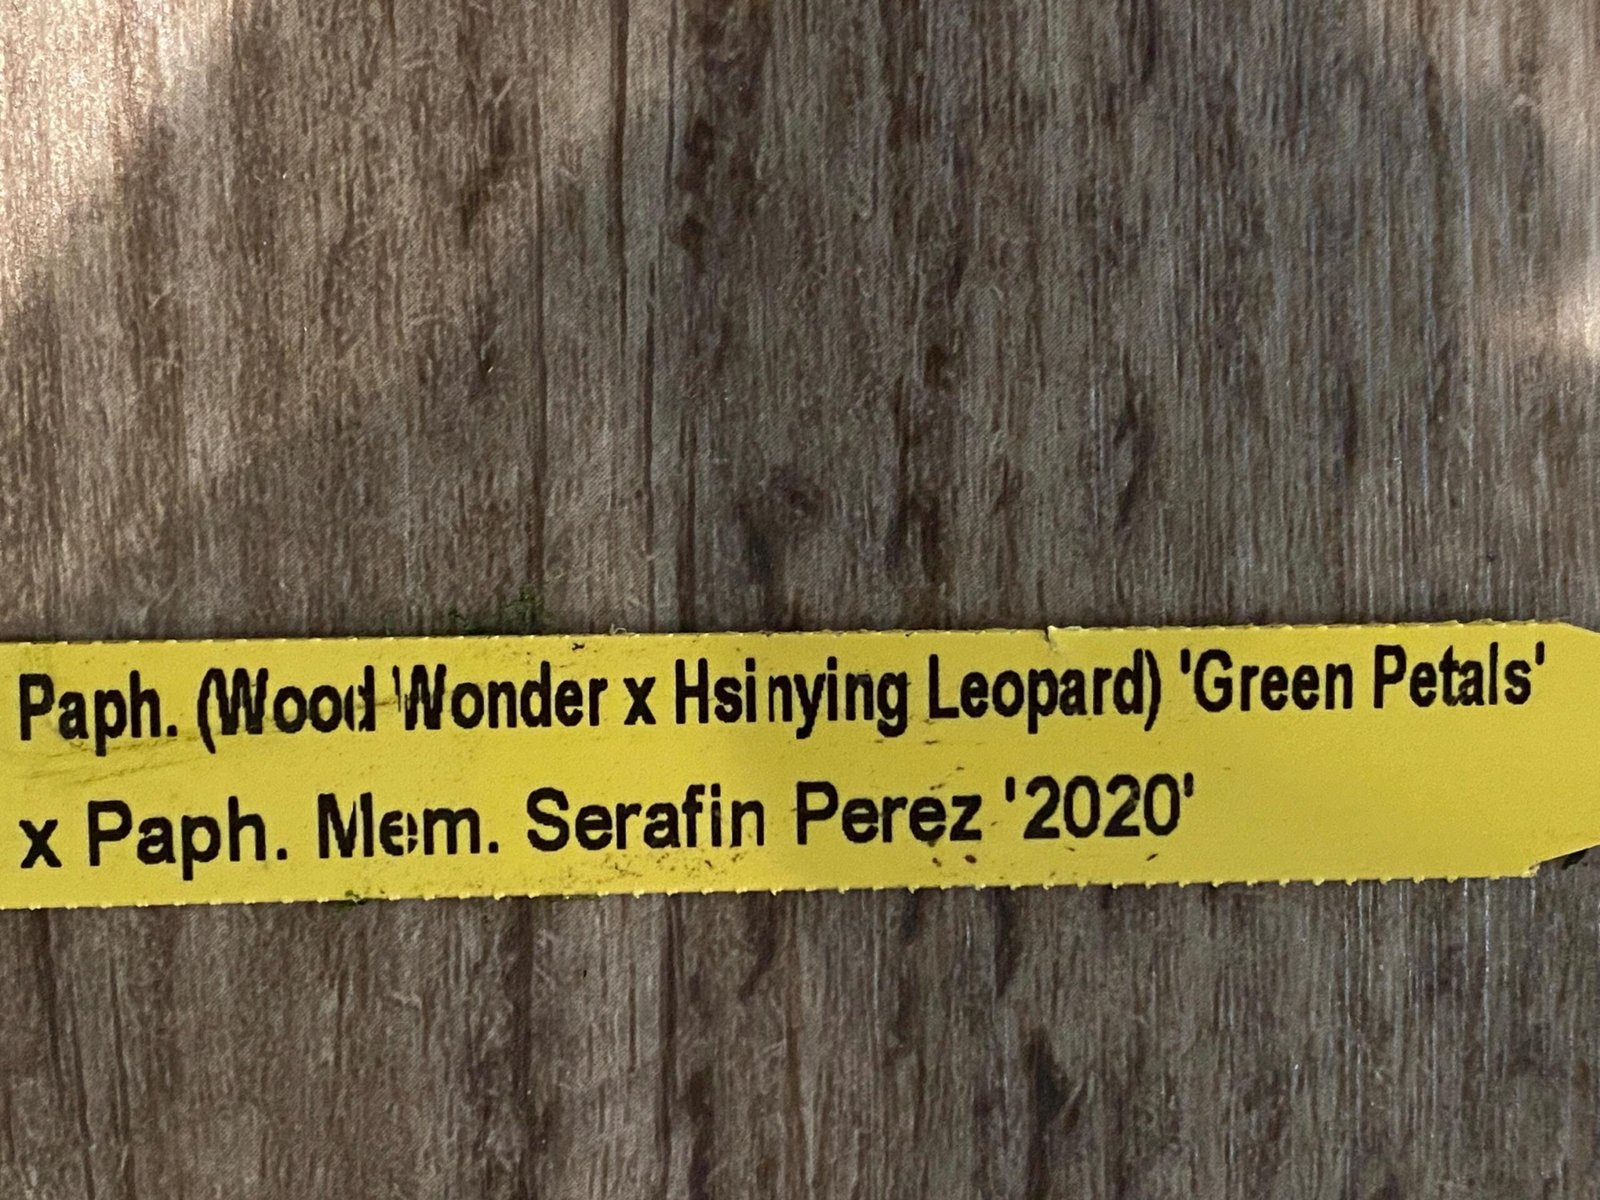 Paph. (Wood Wonder x Hsinying Leopard) 'Green Petals'
x Paph. Mem. Serafin Perez '2020'